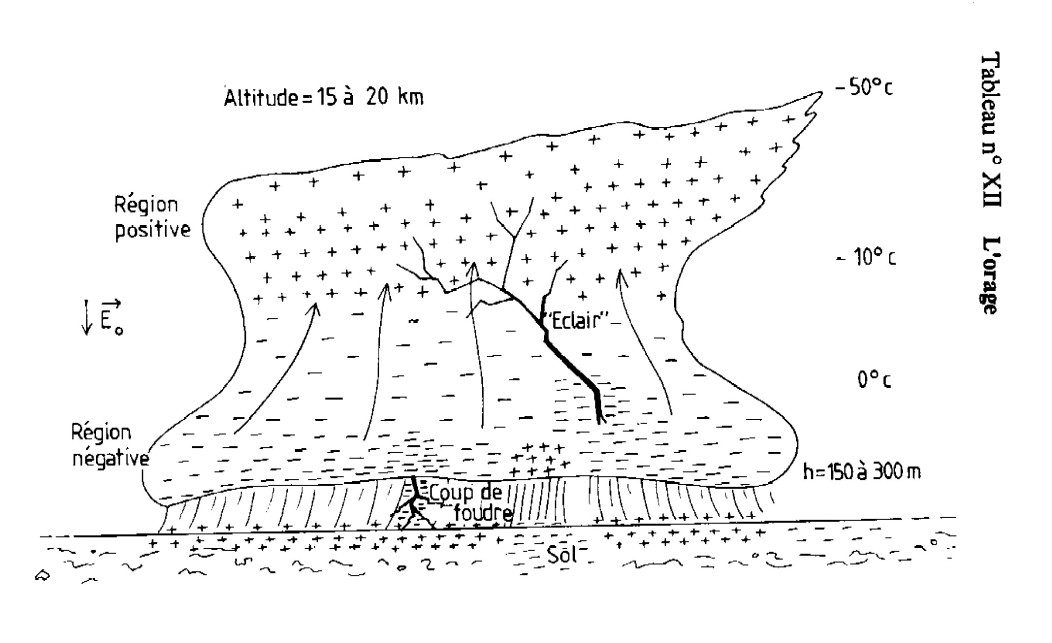 Altitude = 15 à 20 km
-50°c
Tableau n° XII L'orage
Région
positive
- 10°c
E₀
"Eclair"
0°c
Région
négative
h=150 à 300 m
Coup de
foudre
Sol